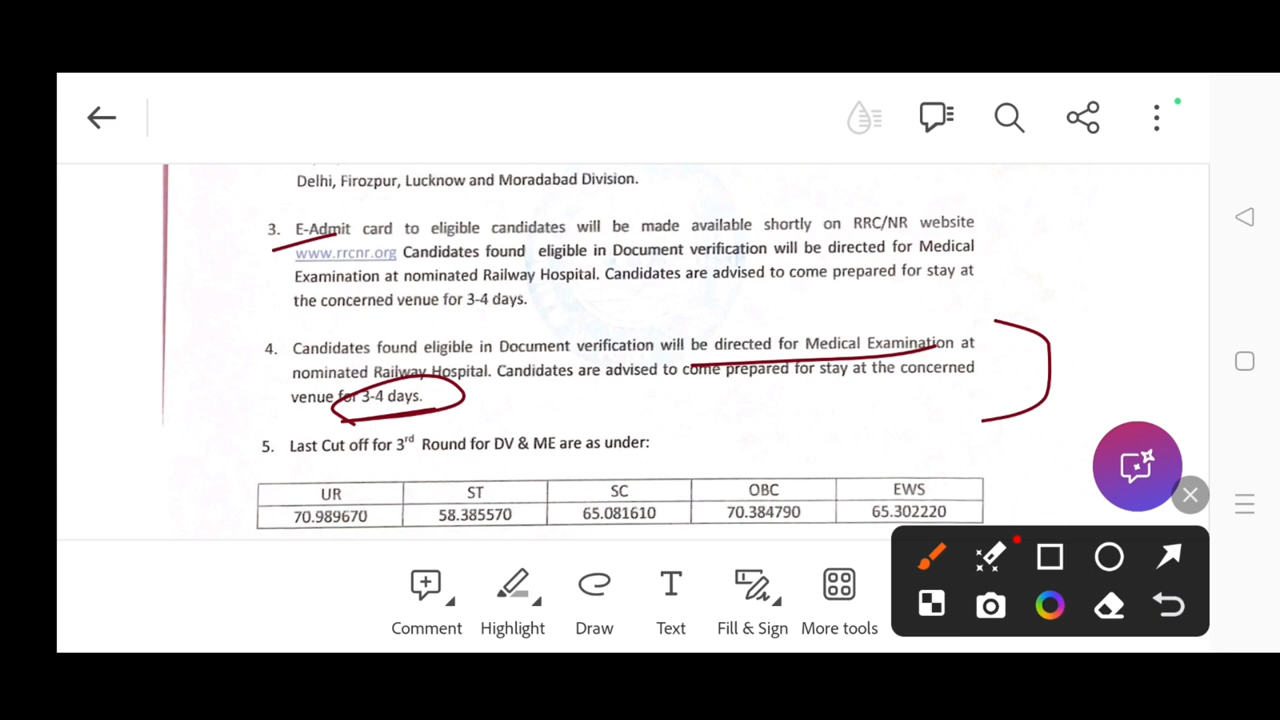 Delhi, Firozpur, Lucknow and Moradabad Division.
3. E-Admit card to eligible candidates will be made available shortly on RRC/NR website
www.rrcnr.org Candidates found eligible in Document verification will be directed for Medical
Examination at nominated Railway Hospital. Candidates are advised to come prepared for stay at
the concerned venue for 3-4 days.
4. Candidates found eligible in Document verification will be directed for Medical Examination at
nominated Railway Hospital. Candidates are advised to come prepared for stay at the concerned
venue for 3-4 days.
5. Last Cut off for 3rd Round for DV & ME are as under:
UR ST SC OBC EWS
70.989670 58.385570 65.081610 70.384790 65.302220
Comment Highlight Draw Text Fill & Sign More tools